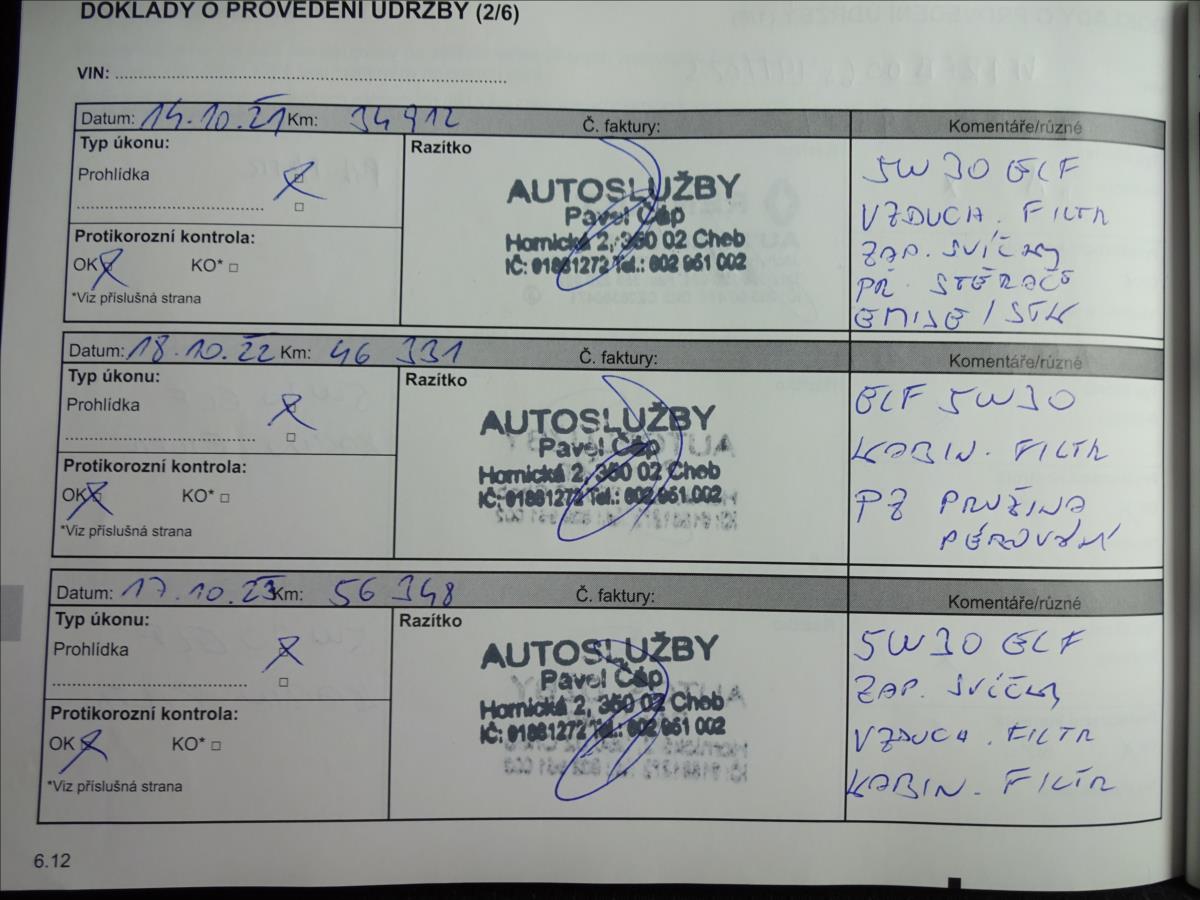 DOKLADY O PROVEDENÍ ÚDRŽBY (2/6)
VIN:
Datum: 14.10.21 Km: 34912 Č. faktury: Komentáře/různé
Typ úkonu:
Razítko
Prohlídka
Protikorozní kontrola:
OK KO*
*Viz příslušná strana
AUTOSLUŽBY
Pavel Čáp
Hornická 2, 350 02 Cheb
IČ: 01881272 Tel.: 602 951 002
5W30 ELF
VZDUCH. FILTR
ZAP. SVÍČKY
PŘ. STĚRAČE
EMISE / STK
Datum: 18.10.22 Km: 46 331 Č. faktury: Komentáře/různé
Typ úkonu:
Razítko
Prohlídka
Protikorozní kontrola:
OK KO*
*Viz příslušná strana
AUTOSLUŽBY
Pavel Čáp
Hornická 2, 350 02 Cheb
IČ: 01881272 Tel.: 602 951 002
ELF 5W30
KABIN. FILTR
PZ PRUŽINA
PÉROVÁNÍ
Datum: 17.10.23 Km: 56 348 Č. faktury: Komentáře/různé
Typ úkonu:
Razítko
Prohlídka
Protikorozní kontrola:
OK KO*
*Viz příslušná strana
AUTOSLUŽBY
Pavel Čáp
Hornická 2, 350 02 Cheb
IČ: 01881272 Tel.: 602 951 002
5W30 ELF
ZAP. SVÍČKY
VZDUCH. FILTR
KABIN. FILTR
6.12